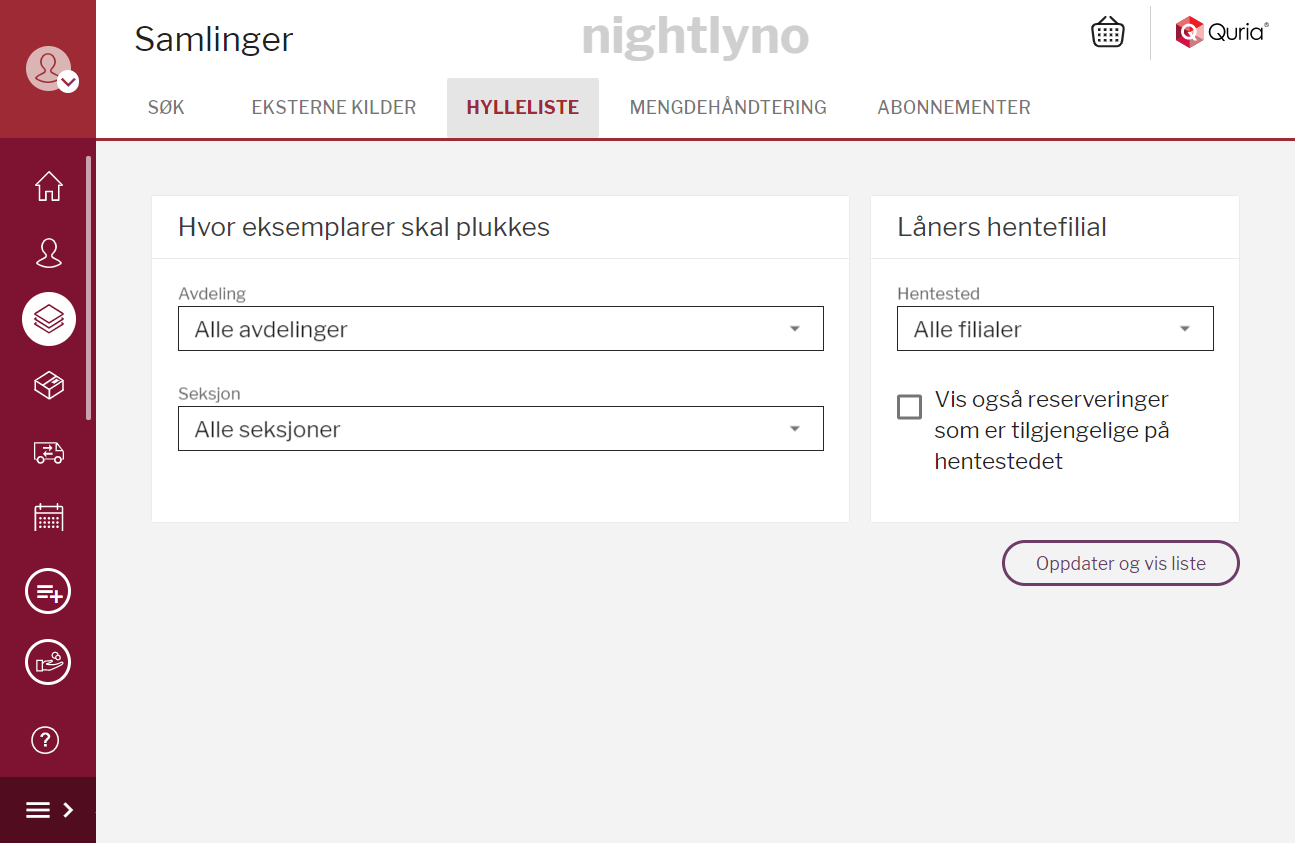 Samlinger
nightlyno
Quria®
SØK
EKSTERNE KILDER
HYLLELISTE
MENGDEHÅNDTERING
ABONNEMENTER
Hvor eksemplarer skal plukkes
Avdeling
Alle avdelinger
Seksjon
Alle seksjoner
Låners hentefilial
Hentested
Alle filialer
Vis også reserveringer
som er tilgjengelige på
hentestedet
Oppdater og vis liste